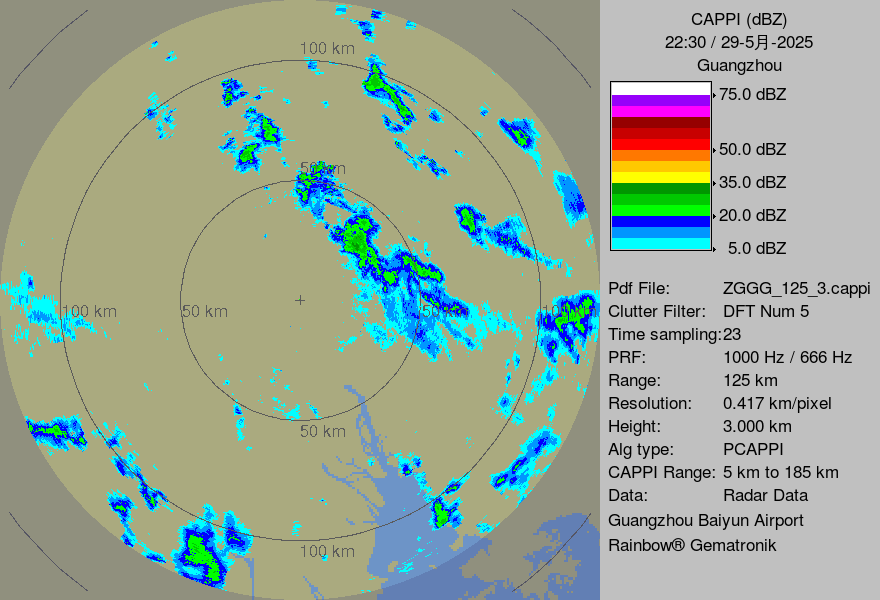 100 km
50 km
100 km
50 km
50 km
100 km
50 km
100 km
CAPPI (dBZ)
22:30 / 29-5月-2025
Guangzhou
75.0 dBZ
50.0 dBZ
35.0 dBZ
20.0 dBZ
5.0 dBZ
Pdf File: ZGGG_125_3.cappi
Clutter Filter: DFT Num 5
Time sampling:23
PRF: 1000 Hz / 666 Hz
Range: 125 km
Resolution: 0.417 km/pixel
Height: 3.000 km
Alg type: PCAPPI
CAPPI Range: 5 km to 185 km
Data: Radar Data
Guangzhou Baiyun Airport
Rainbow® Gematronik